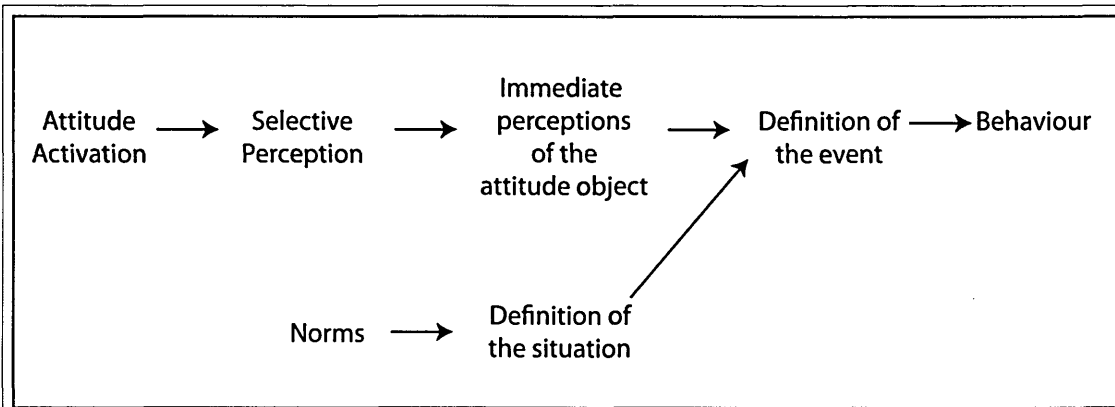 Attitude
Activation
Selective
Perception
Immediate
perceptions
of the
attitude object
Definition of
the event
Behaviour
Norms
Definition of
the situation